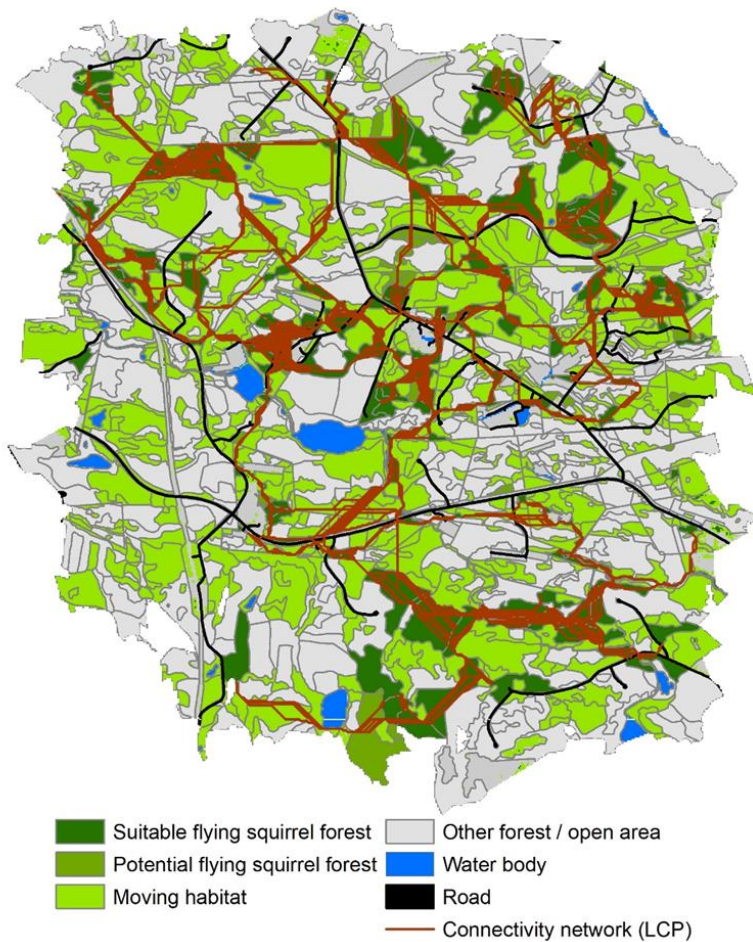 Suitable flying squirrel forest
Potential flying squirrel forest
Moving habitat
Other forest / open area
Water body
Road
Connectivity network (LCP)